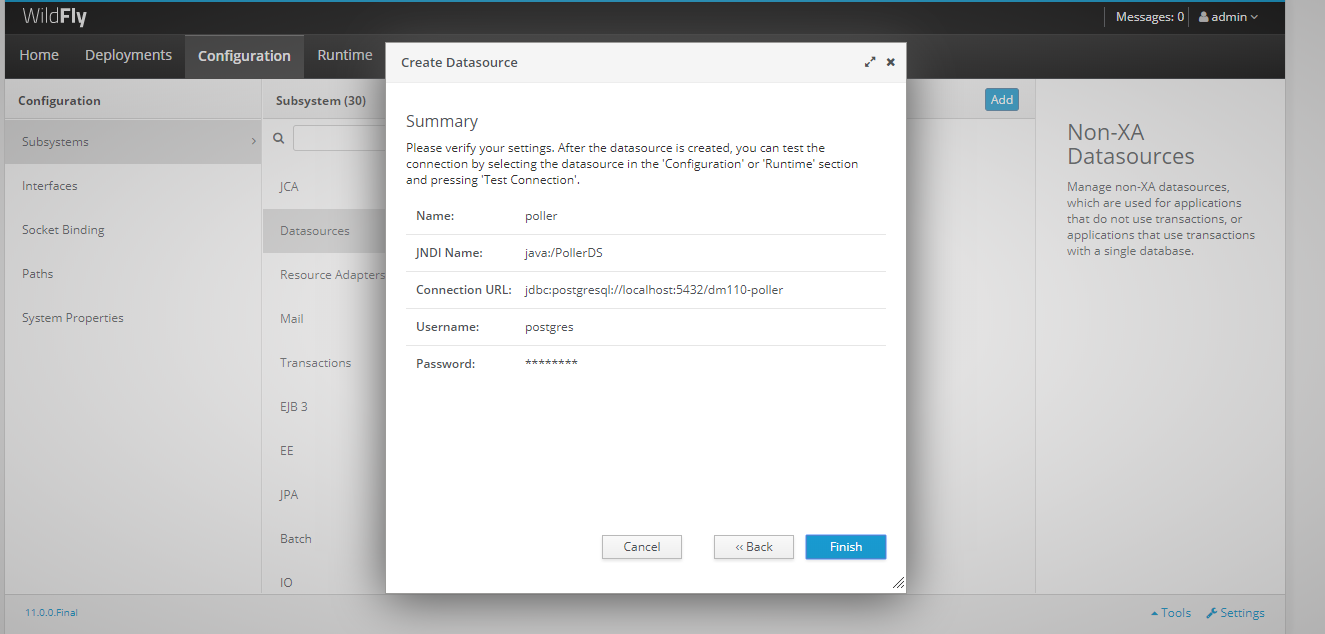 WildFly
Messages: 0
admin
Home
Deployments
Configuration
Runtime
Configuration
Subsystems
Interfaces
Socket Binding
Paths
System Properties
Subsystem (30)
JCA
Datasources
Resource Adapters
Mail
Transactions
EJB 3
EE
JPA
Batch
IO
Create Datasource
Summary
Please verify your settings. After the datasource is created, you can test the
connection by selecting the datasource in the 'Configuration' or 'Runtime' section
and pressing 'Test Connection'.
Name: poller
JNDI Name: java:/PollerDS
Connection URL: jdbc:postgresql://localhost:5432/dm110-poller
Username: postgres
Password: ********
Cancel
‹‹ Back
Finish
Add
Non-XA
Datasources
Manage non-XA datasources,
which are used for applications
that do not use transactions, or
applications that use transactions
with a single database.
11.0.0.Final
Tools
Settings